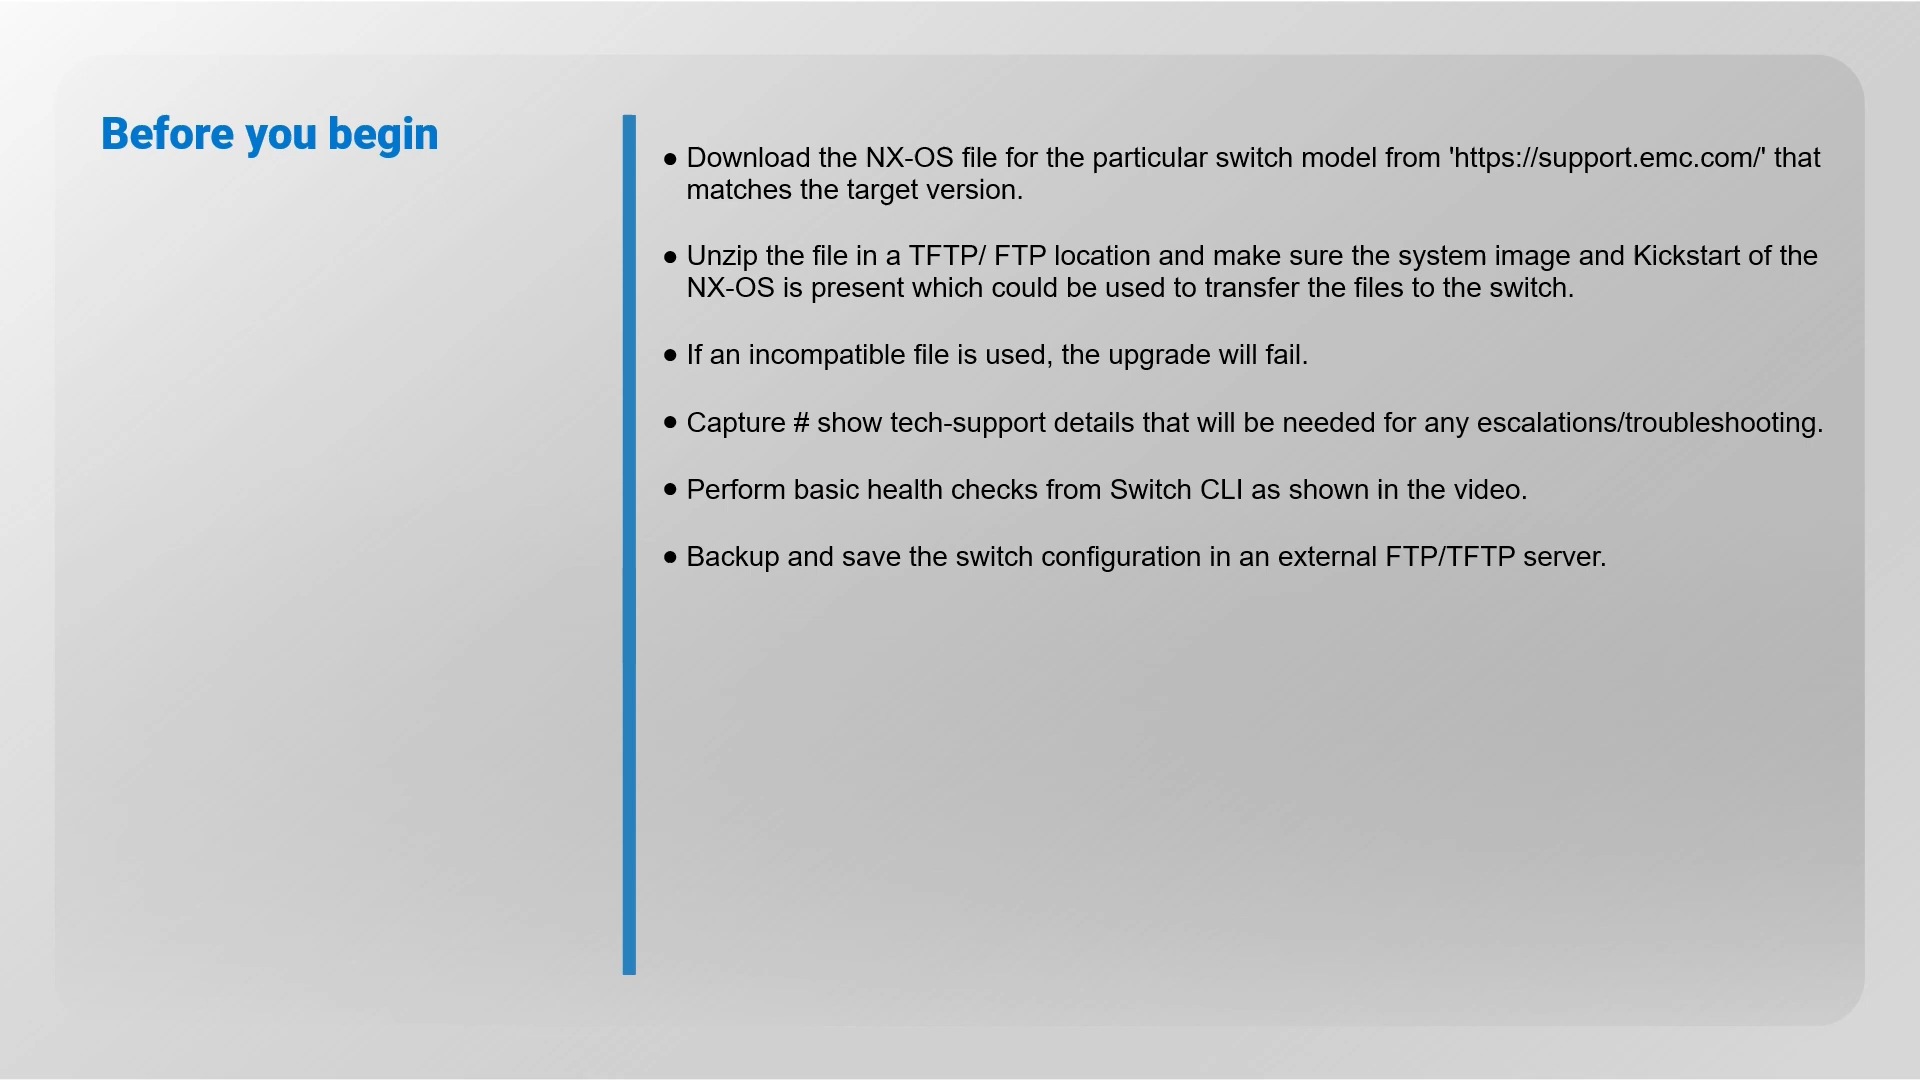 Before you begin
● Download the NX-OS file for the particular switch model from 'https://support.emc.com/' that
matches the target version.
● Unzip the file in a TFTP/ FTP location and make sure the system image and Kickstart of the
NX-OS is present which could be used to transfer the files to the switch.
● If an incompatible file is used, the upgrade will fail.
● Capture # show tech-support details that will be needed for any escalations/troubleshooting.
● Perform basic health checks from Switch CLI as shown in the video.
● Backup and save the switch configuration in an external FTP/TFTP server.